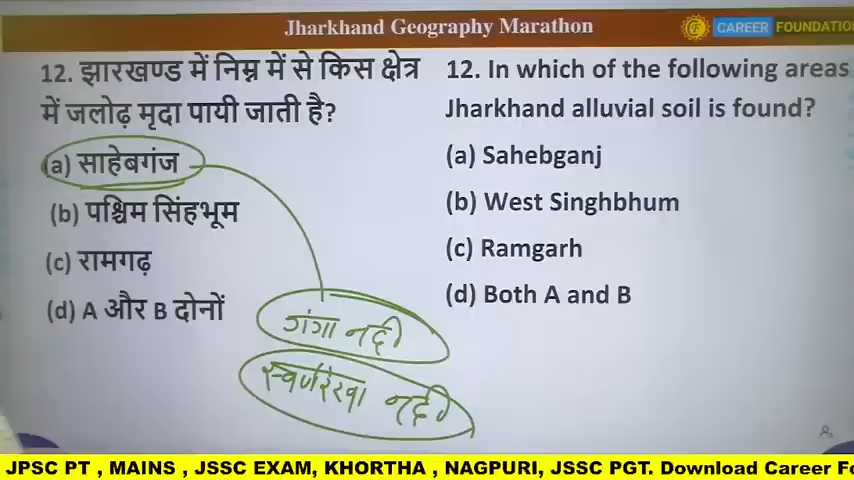 Jharkhand Geography Marathon
CAREER FOUNDATION
12. झारखण्ड में निम्न में से किस क्षेत्र
में जलोढ़ मृदा पायी जाती है?
(a) साहेबगंज
(b) पश्चिम सिंहभूम
(c) रामगढ़
(d) A और B दोनों
गंगा नदी
स्वर्णरेखा नदी
12. In which of the following areas
Jharkhand alluvial soil is found?
(a) Sahebganj
(b) West Singhbhum
(c) Ramgarh
(d) Both A and B
JPSC PT , MAINS , JSSC EXAM, KHORTHA , NAGPURI, JSSC PGT. Download Career Fo